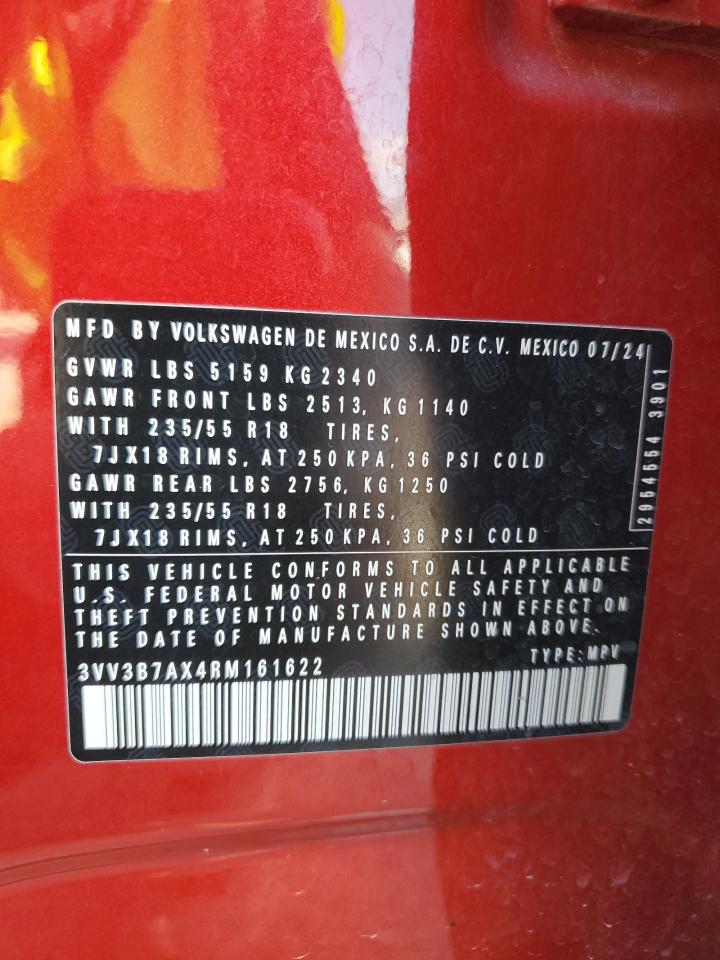 MFD BY VOLKSWAGEN DE MEXICO S.A. DE C.V. MEXICO 07/24
GVWR LBS 5159 KG 2340
GAWR FRONT LBS 2513, KG 1140
WITH 235/55 R18 TIRES,
7JX18 RIMS, AT 250 KPA, 36 PSI COLD
GAWR REAR LBS 2756, KG 1250
WITH 235/55 R18 TIRES,
7JX18 RIMS, AT 250 KPA, 36 PSI COLD
2954554 3901
THIS VEHICLE CONFORMS TO ALL APPLICABLE
U.S. FEDERAL MOTOR VEHICLE SAFETY AND
THEFT PREVENTION STANDARDS IN EFFECT ON
THE DATE OF MANUFACTURE SHOWN ABOVE.
3VV3B7AX4RM161622 TYPE: MPV